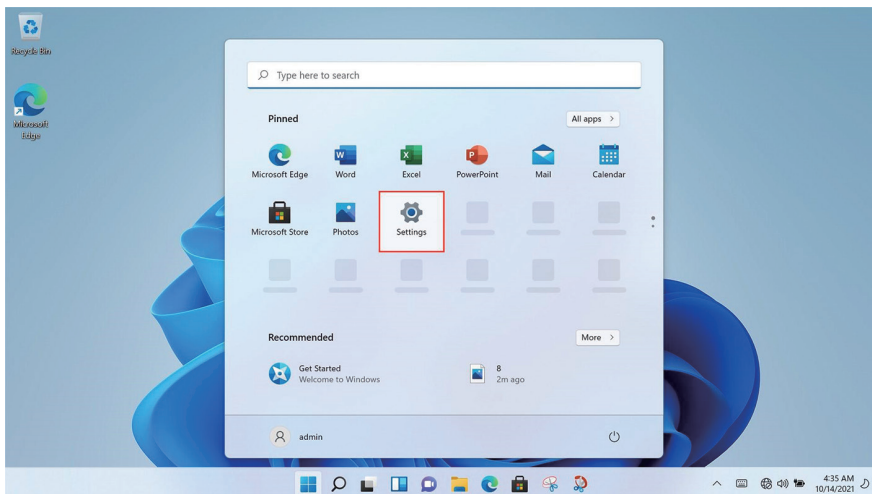 Recycle Bin
Microsoft
Edge
Type here to search
Pinned
All apps >
Microsoft Edge
Word
Excel
PowerPoint
Mail
Calendar
Microsoft Store
Photos
Settings
Recommended
More >
Get Started
Welcome to Windows
8
2m ago
admin
4:35 AM
10/14/2021